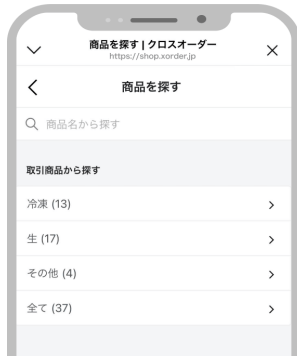 商品を探す | クロスオーダー
https://shop.xorder.jp
商品を探す
商品名から探す
取引商品から探す
冷凍 (13)
生 (17)
その他 (4)
全て (37)